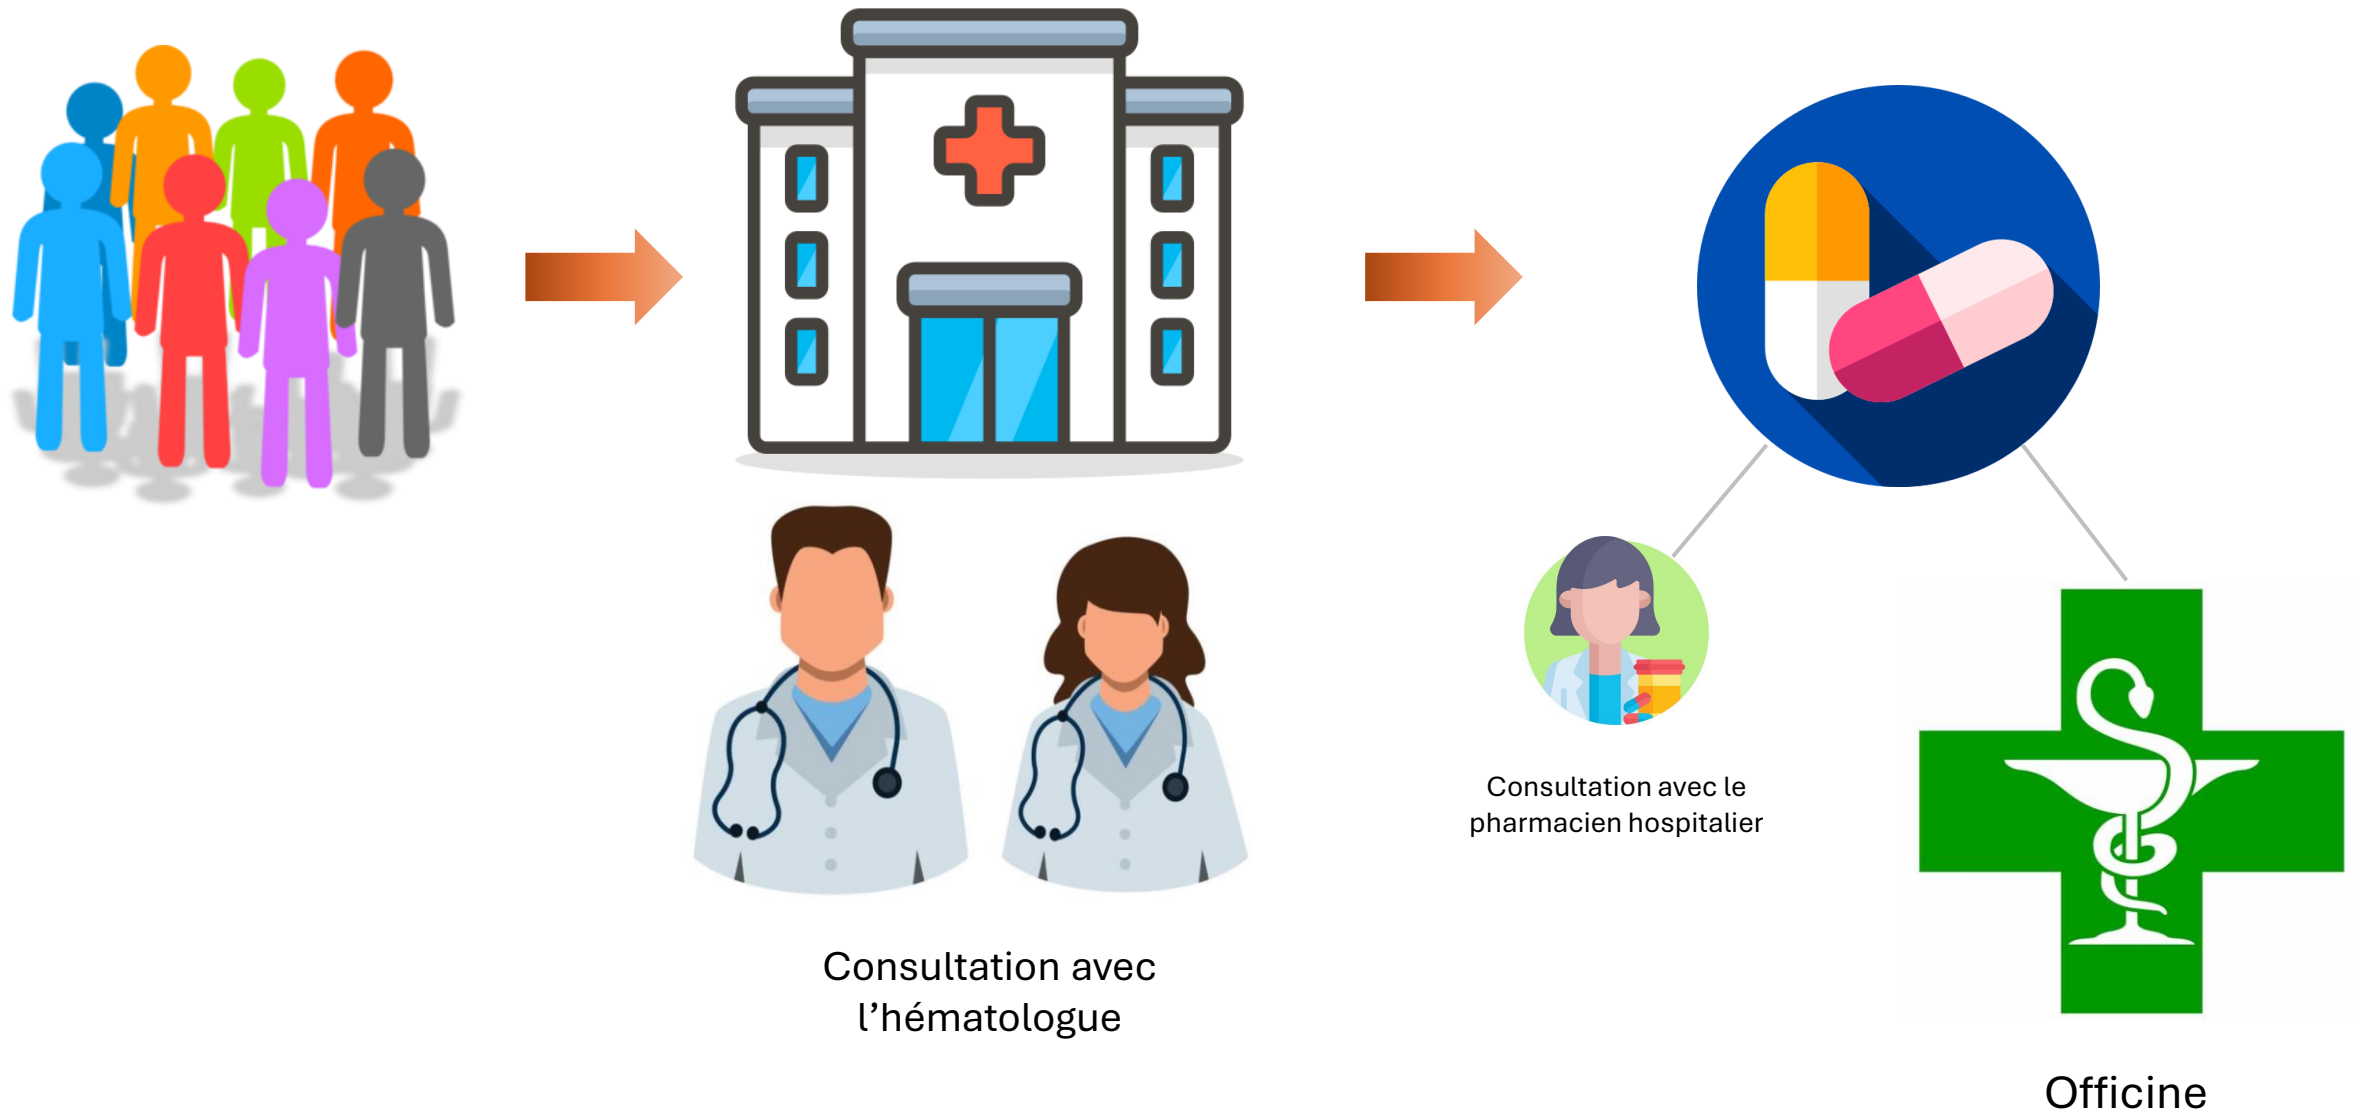 Consultation avec
l’hématologue
Consultation avec le
pharmacien hospitalier
Officine